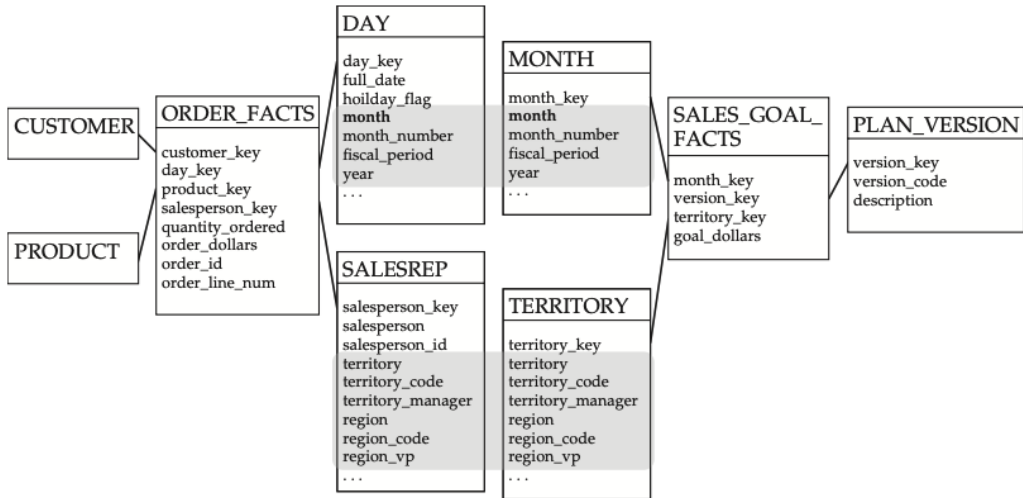 DAY
day_key
full_date
hoilday_flag
month
month_number
fiscal_period
year
. . .
MONTH
month_key
month
month_number
fiscal_period
year
. . .
CUSTOMER
PRODUCT
ORDER_FACTS
customer_key
day_key
product_key
salesperson_key
quantity_ordered
order_dollars
order_id
order_line_num
SALES_GOAL_
FACTS
month_key
version_key
territory_key
goal_dollars
PLAN_VERSION
version_key
version_code
description
SALESREP
salesperson_key
salesperson
salesperson_id
territory
territory_code
territory_manager
region
region_code
region_vp
. . .
TERRITORY
territory_key
territory
territory_code
territory_manager
region
region_code
region_vp
. . .